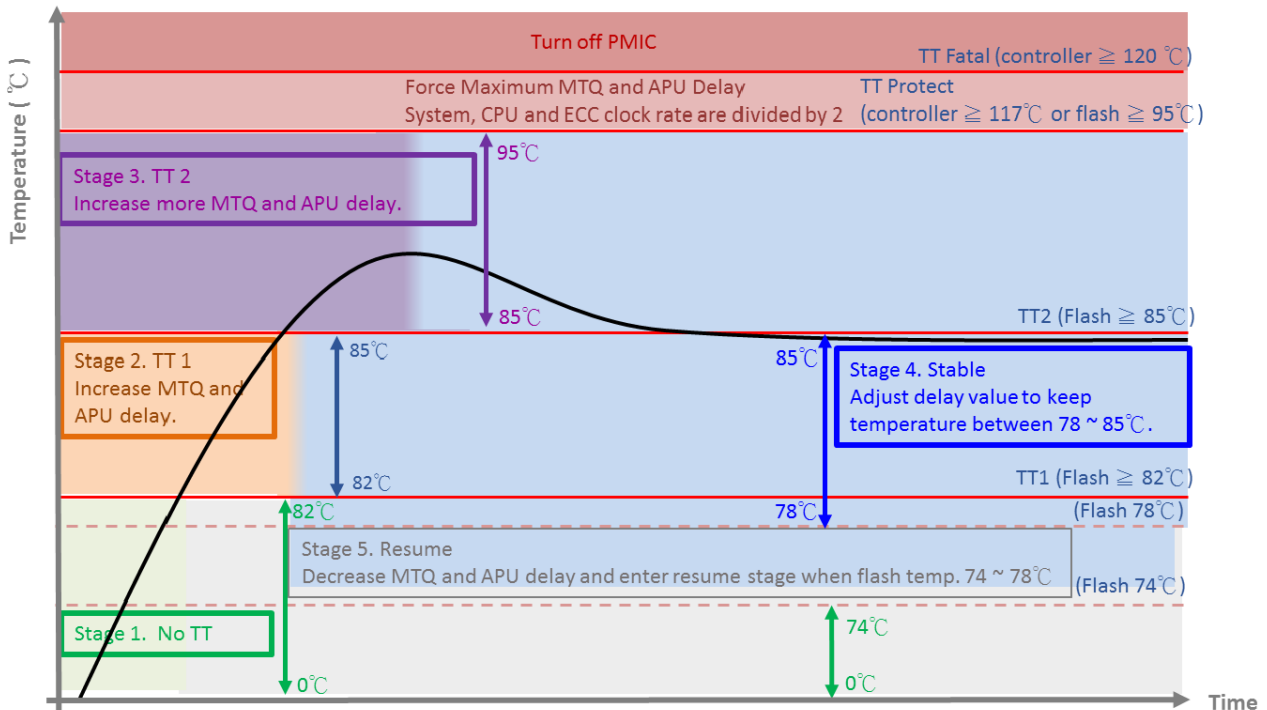 Temperature ( ℃)
Turn off PMIC
TT Fatal (controller ≧ 120 ℃)
Force Maximum MTQ and APU Delay
System, CPU and ECC clock rate are divided by 2
TT Protect
(controller ≧ 117℃ or flash ≧ 95℃)
95℃
Stage 3. TT 2
Increase more MTQ and APU delay.
85℃
TT2 (Flash ≧ 85℃)
Stage 2. TT 1
Increase MTQ and
APU delay.
85℃
85℃
Stage 4. Stable
Adjust delay value to keep
temperature between 78 ~ 85℃.
82℃
TT1 (Flash ≧ 82℃)
82℃
78℃
(Flash 78℃)
Stage 5. Resume
Decrease MTQ and APU delay and enter resume stage when flash temp. 74 ~ 78℃
(Flash 74℃)
Stage 1. No TT
74℃
0℃
0℃
Time